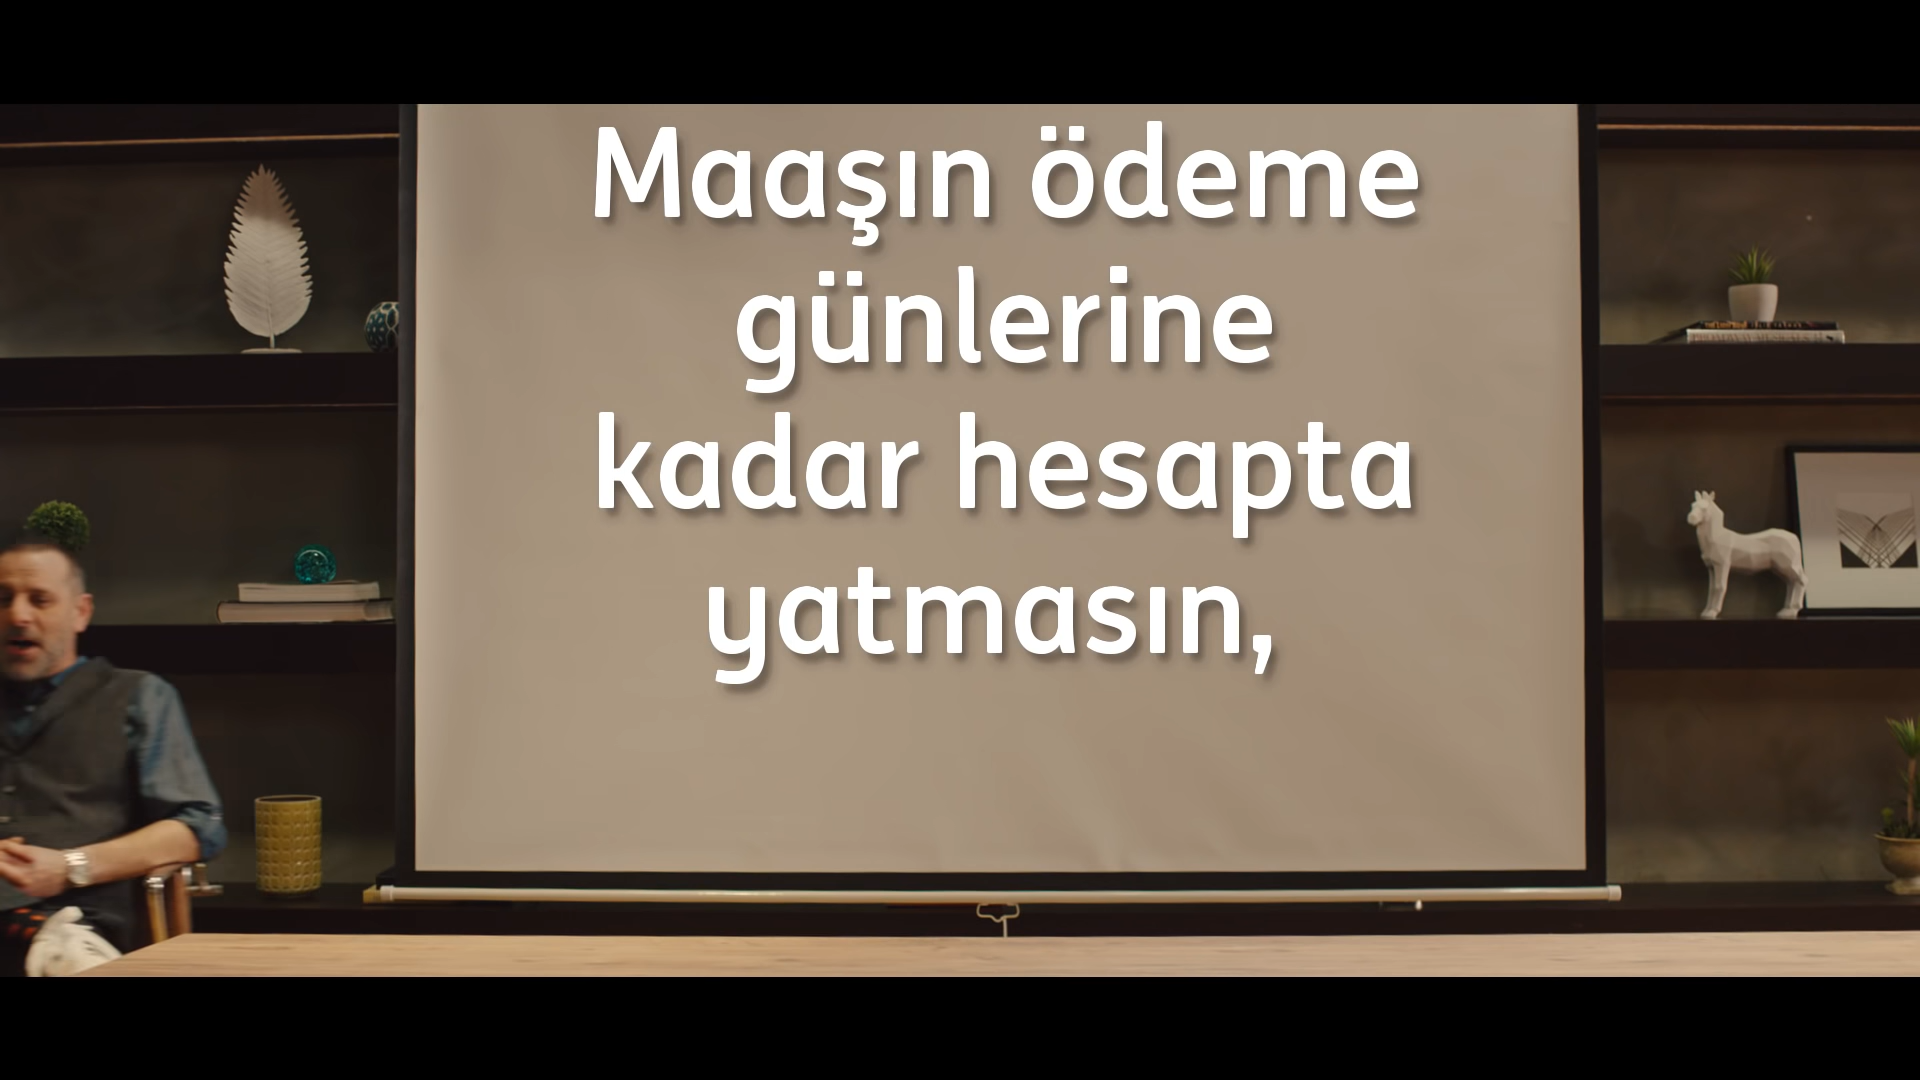 Maaşın ödeme
günlerine
kadar hesapta
yatmasın,